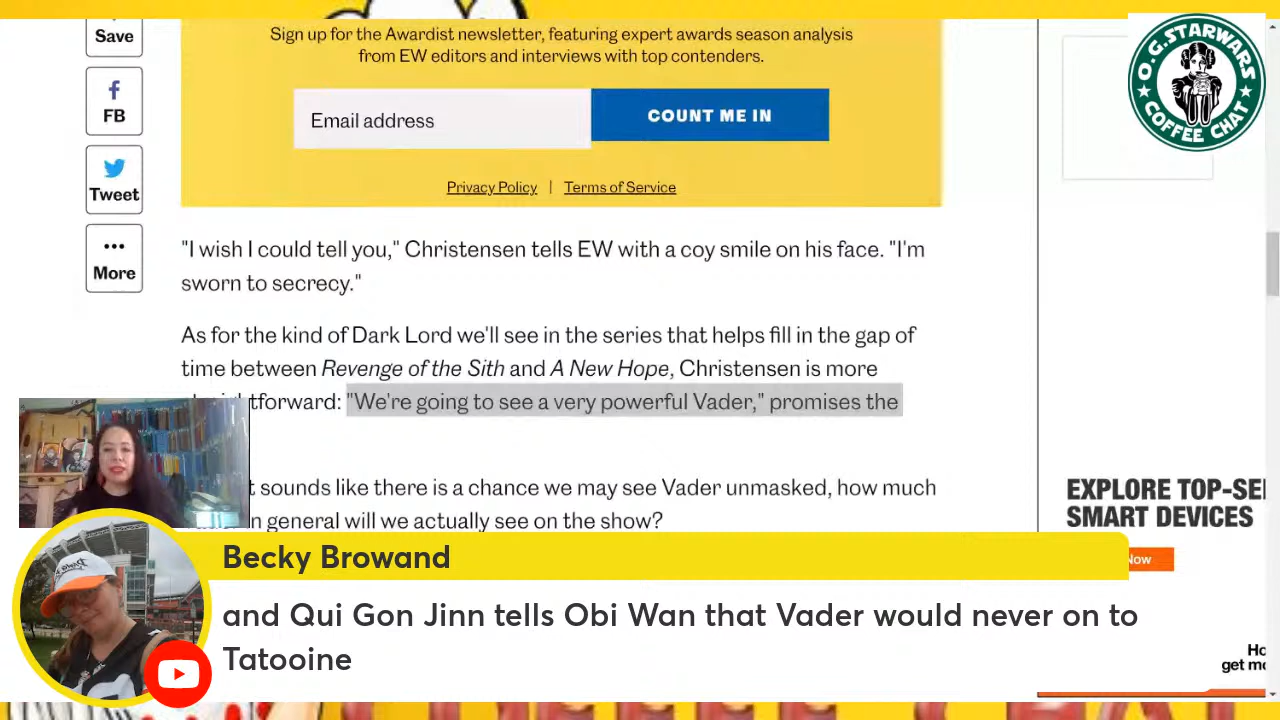 Save
FB
Tweet
More
Sign up for the Awardist newsletter, featuring expert awards season analysis
from EW editors and interviews with top contenders.
Email address
COUNT ME IN
Privacy Policy | Terms of Service
"I wish I could tell you," Christensen tells EW with a coy smile on his face. "I'm
sworn to secrecy."
As for the kind of Dark Lord we'll see in the series that helps fill in the gap of
time between Revenge of the Sith and A New Hope, Christensen is more
"We're going to see a very powerful Vader," promises the
sounds like there is a chance we may see Vader unmasked, how much
general will we actually see on the show?
O.G.STARWARS
COFFEE CHAT
EXPLORE TOP-SE
SMART DEVICES
Now
get
Becky Browand
and Qui Gon Jinn tells Obi Wan that Vader would never on to
Tatooine